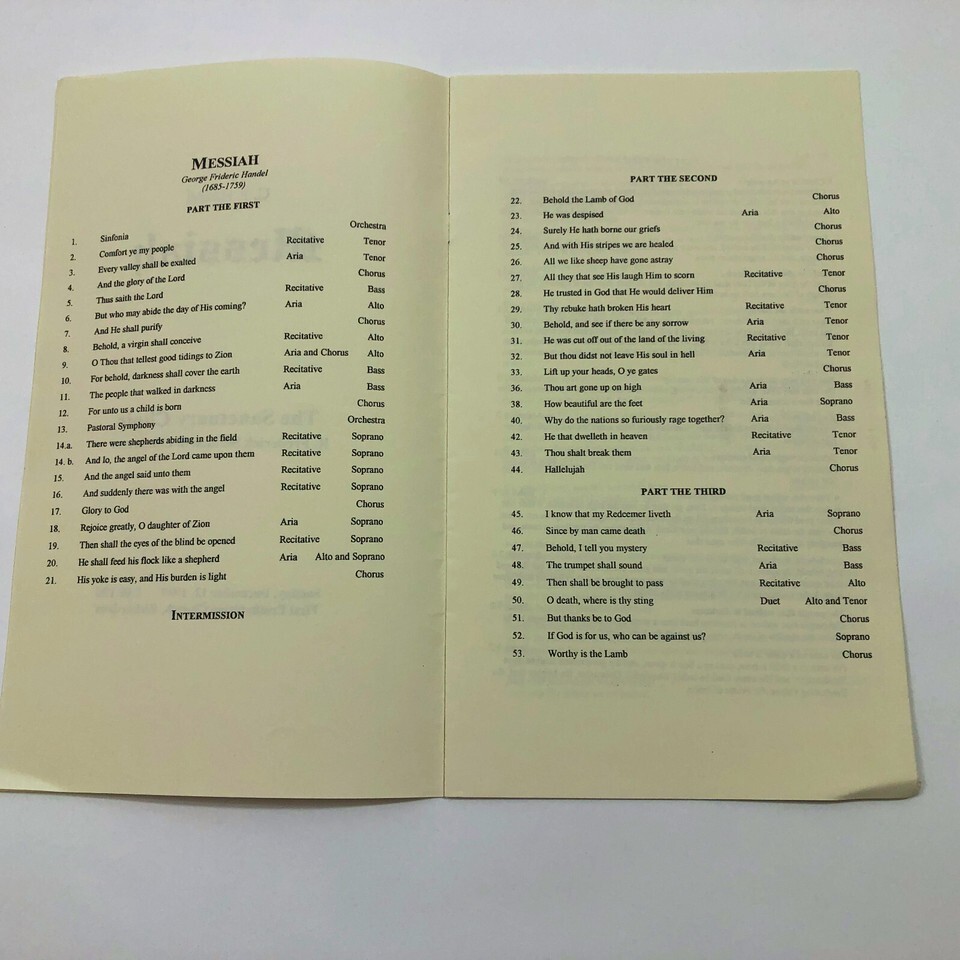 MESSIAH
George Frideric Handel
(1685-1759)
PART THE FIRST
1. Sinfonia Orchestra
2. Comfort ye my people Recitative Tenor
3. Every valley shall be exalted Aria Tenor
4. And the glory of the Lord Chorus
5. Thus saith the Lord Recitative Bass
6. But who may abide the day of His coming? Aria Alto
7. And He shall purify Chorus
8. Behold, a virgin shall conceive Recitative Alto
9. O Thou that tellest good tidings to Zion Aria and Chorus Alto
10. For behold, darkness shall cover the earth Recitative Bass
11. The people that walked in darkness Aria Bass
12. For unto us a child is born Chorus
13. Pastoral Symphony Orchestra
14.a. There were shepherds abiding in the field Recitative Soprano
14. b. And lo, the angel of the Lord came upon them Recitative Soprano
15. And the angel said unto them Recitative Soprano
16. And suddenly there was with the angel Recitative Soprano
17. Glory to God Chorus
18. Rejoice greatly, O daughter of Zion Aria Soprano
19. Then shall the eyes of the blind be opened Recitative Soprano
20. He shall feed his flock like a shepherd Aria Alto and Soprano
21. His yoke is easy, and His burden is light Chorus
INTERMISSION
PART THE SECOND
22. Behold the Lamb of God Chorus
23. He was despised Aria Alto
24. Surely He hath borne our griefs Chorus
25. And with His stripes we are healed Chorus
26. All we like sheep have gone astray Chorus
27. All they that see His laugh Him to scorn Recitative Tenor
28. He trusted in God that He would deliver Him Chorus
29. Thy rebuke hath broken His heart Recitative Tenor
30. Behold, and see if there be any sorrow Aria Tenor
31. He was cut off out of the land of the living Recitative Tenor
32. But thou didst not leave His soul in hell Aria Tenor
33. Lift up your heads, O ye gates Chorus
36. Thou art gone up on high Aria Bass
38. How beautiful are the feet Aria Soprano
40. Why do the nations so furiously rage together? Aria Bass
42. He that dwelleth in heaven Recitative Tenor
43. Thou shalt break them Aria Tenor
44. Hallelujah Chorus
PART THE THIRD
45. I know that my Redeemer liveth Aria Soprano
46. Since by man came death Chorus
47. Behold, I tell you mystery Recitative Bass
48. The trumpet shall sound Aria Bass
49. Then shall be brought to pass Recitative Alto
50. O death, where is thy sting Duet Alto and Tenor
51. But thanks be to God Chorus
52. If God is for us, who can be against us? Soprano
53. Worthy is the Lamb Chorus